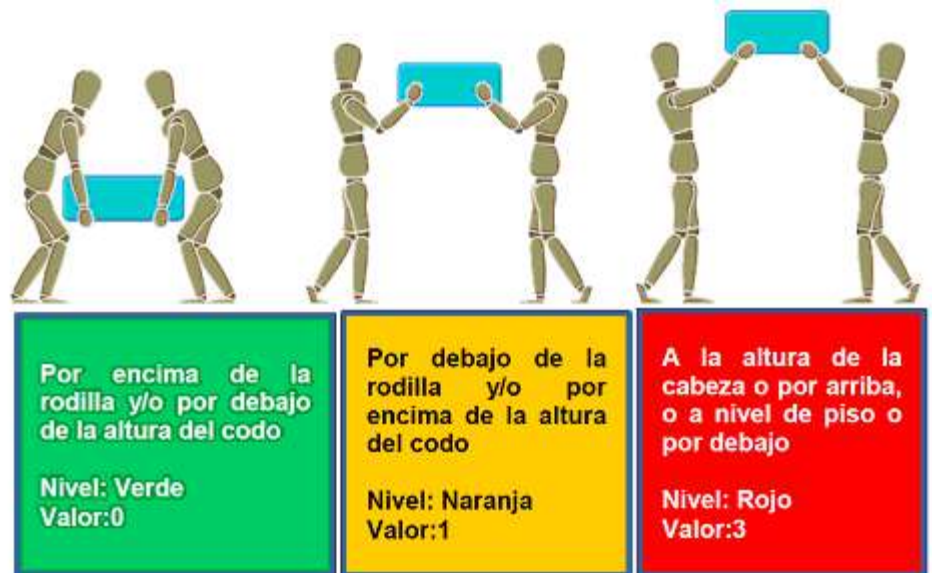 Por encima de la
rodilla y/o por debajo
de la altura del codo
Nivel: Verde
Valor:0
Por debajo de la
rodilla y/o por
encima de la altura
del codo
Nivel: Naranja
Valor:1
A la altura de la
cabeza o por arriba,
o a nivel de piso o
por debajo
Nivel: Rojo
Valor:3